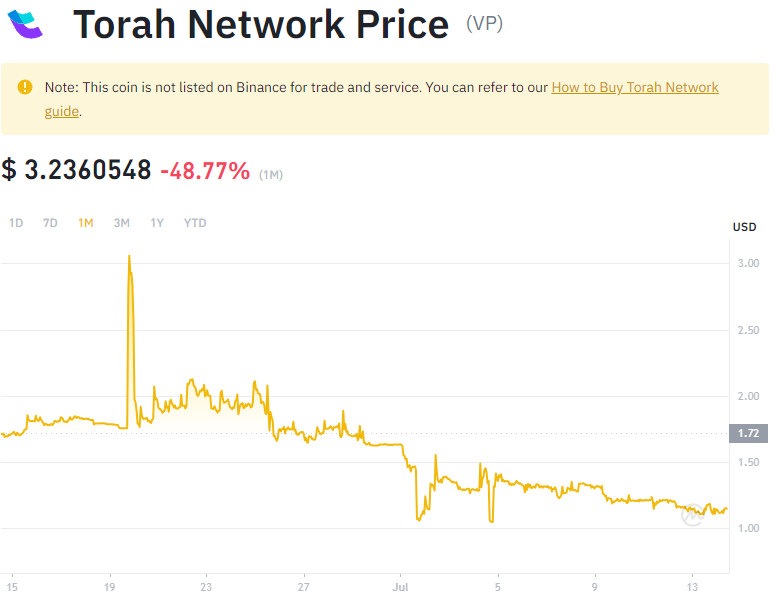 Torah Network Price (VP)
Note: This coin is not listed on Binance for trade and service. You can refer to our How to Buy Torah Network
guide.
$ 3.2360548 -48.77% (1M)
1D 7D 1M 3M 1Y YTD
USD
3.00
2.50
2.00
1.72
1.50
1.00
15 19 23 27 Jul 5 9 13